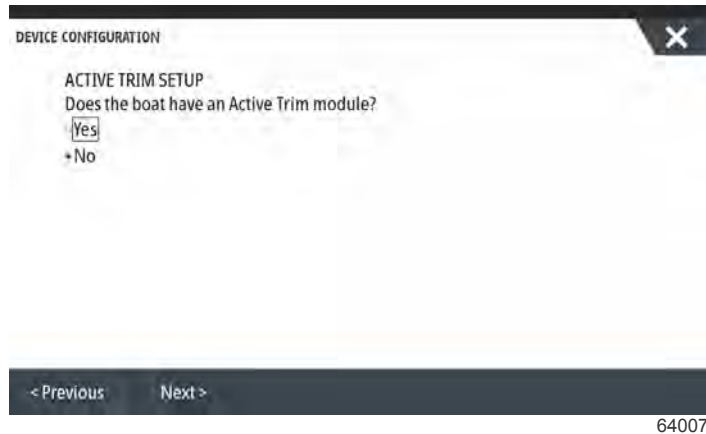 DEVICE CONFIGURATION
ACTIVE TRIM SETUP
Does the boat have an Active Trim module?
Yes
No
< Previous Next >
64007